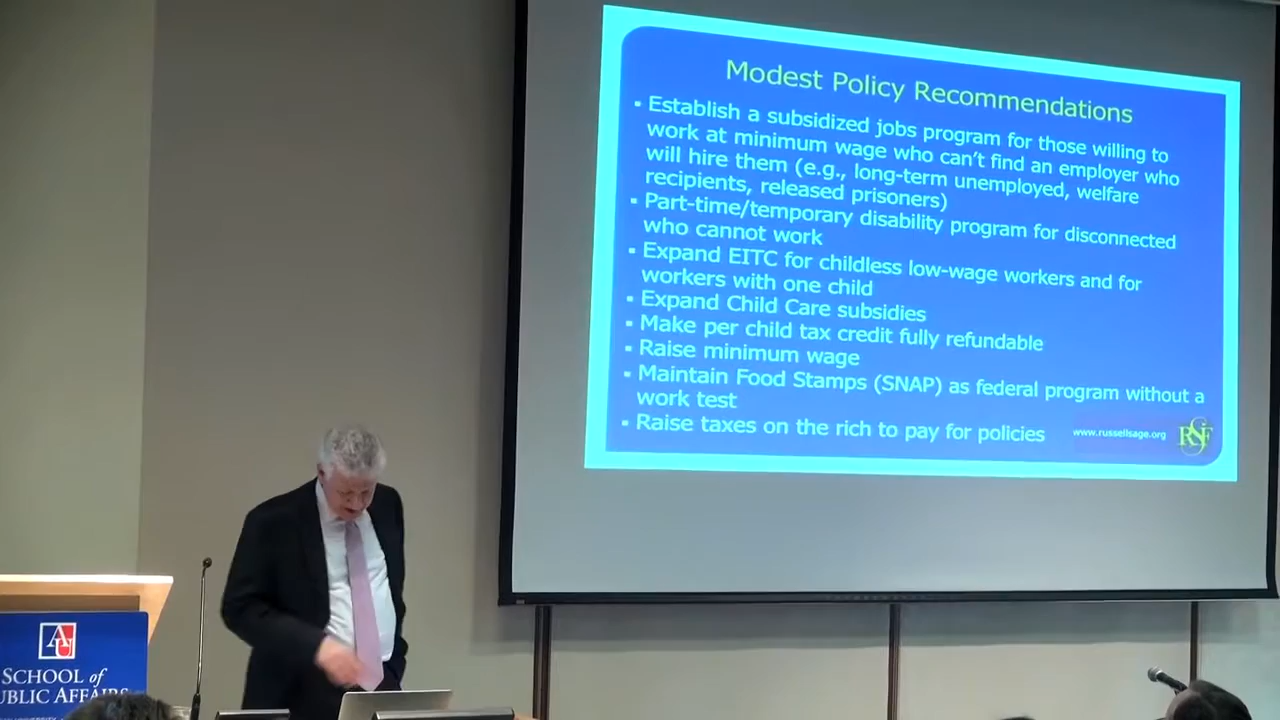 Modest Policy Recommendations
▪ Establish a subsidized jobs program for those willing to
work at minimum wage who can't find an employer who
will hire them (e.g., long-term unemployed, welfare
recipients, released prisoners)
▪ Part-time/temporary disability program for disconnected
who cannot work
▪ Expand EITC for childless low-wage workers and for
workers with one child
▪ Expand Child Care subsidies
▪ Make per child tax credit fully refundable
▪ Raise minimum wage
▪ Maintain Food Stamps (SNAP) as federal program without a
work test
▪ Raise taxes on the rich to pay for policies
www.russellsage.org
RSF
AU
SCHOOL of
UBLIC AFFAIRS